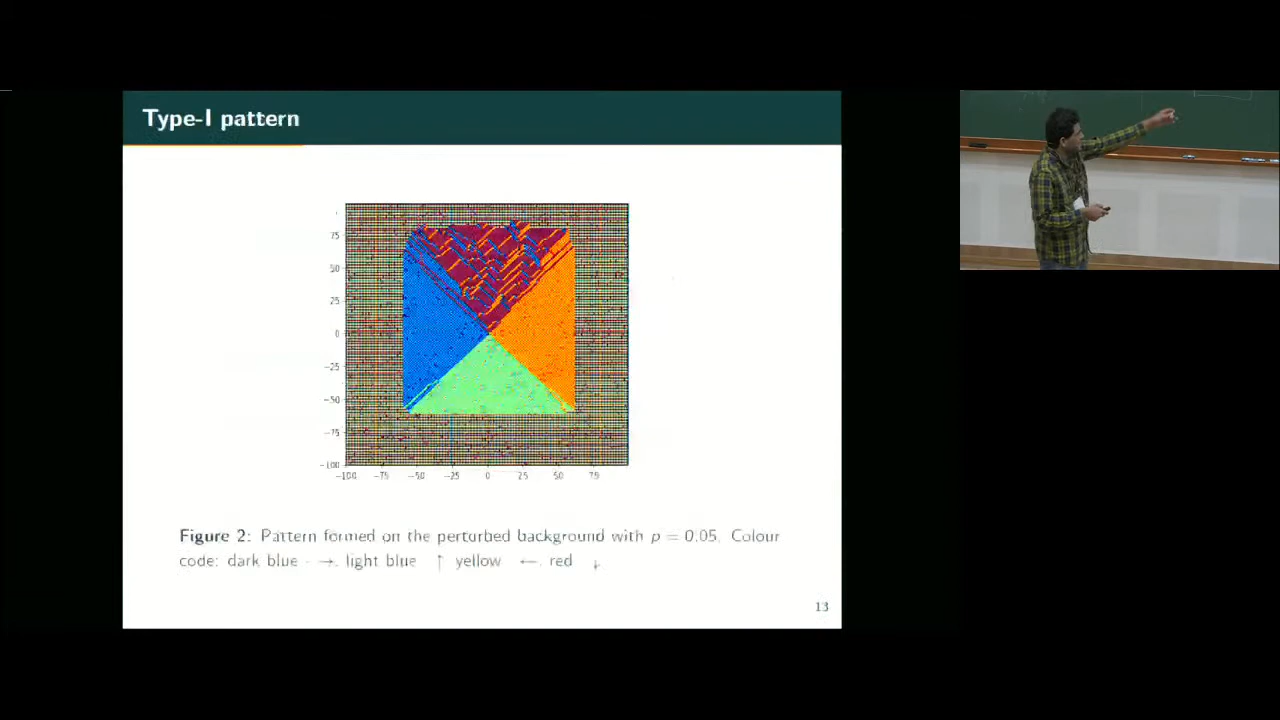 Type-I pattern
75
50
25
0
−25
−50
−75
−100
−100 −75 −50 −25 0 25 50 75
Figure 2: Pattern formed on the perturbed background with p = 0.05. Colour
code: dark blue → light blue ↑ yellow ← red ↓
13